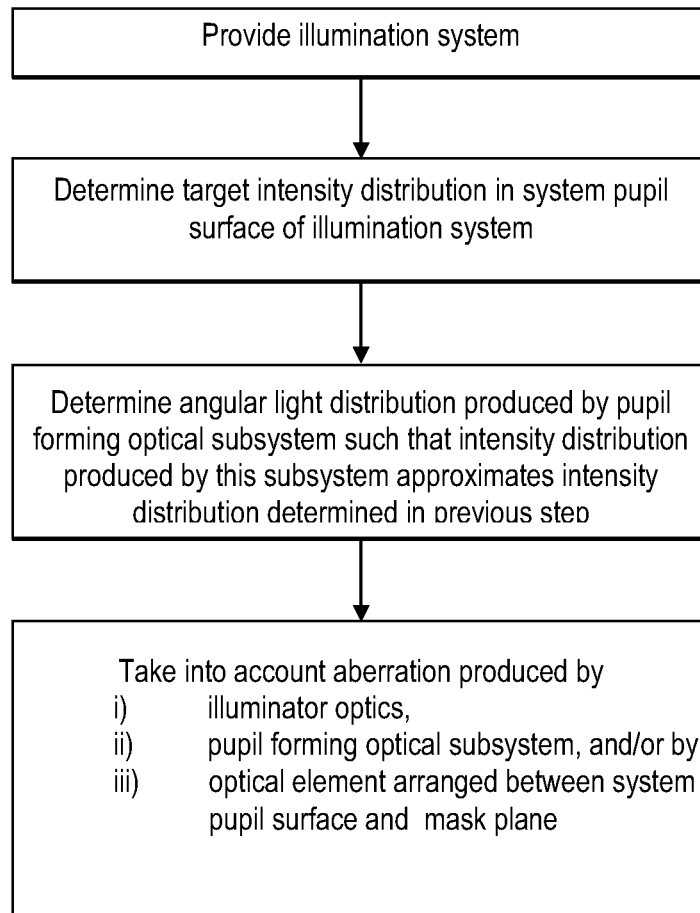 Provide illumination system
Determine target intensity distribution in system pupil
surface of illumination system
Determine angular light distribution produced by pupil
forming optical subsystem such that intensity distribution
produced by this subsystem approximates intensity
distribution determined in previous step
Take into account aberration produced by
i) illuminator optics,
ii) pupil forming optical subsystem, and/or by
iii) optical element arranged between system
pupil surface and mask plane